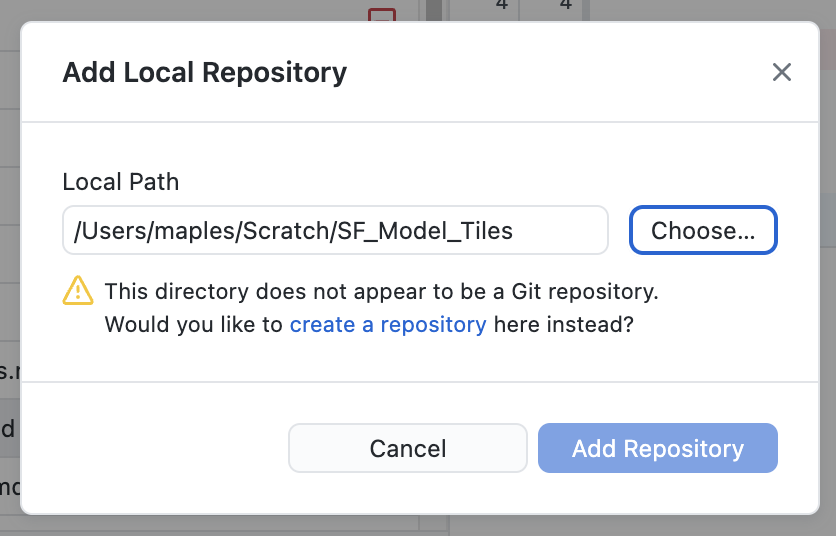 4 4
Add Local Repository
Local Path
/Users/maples/Scratch/SF_Model_Tiles
Choose...
This directory does not appear to be a Git repository.
Would you like to create a repository here instead?
d
Cancel
Add Repository